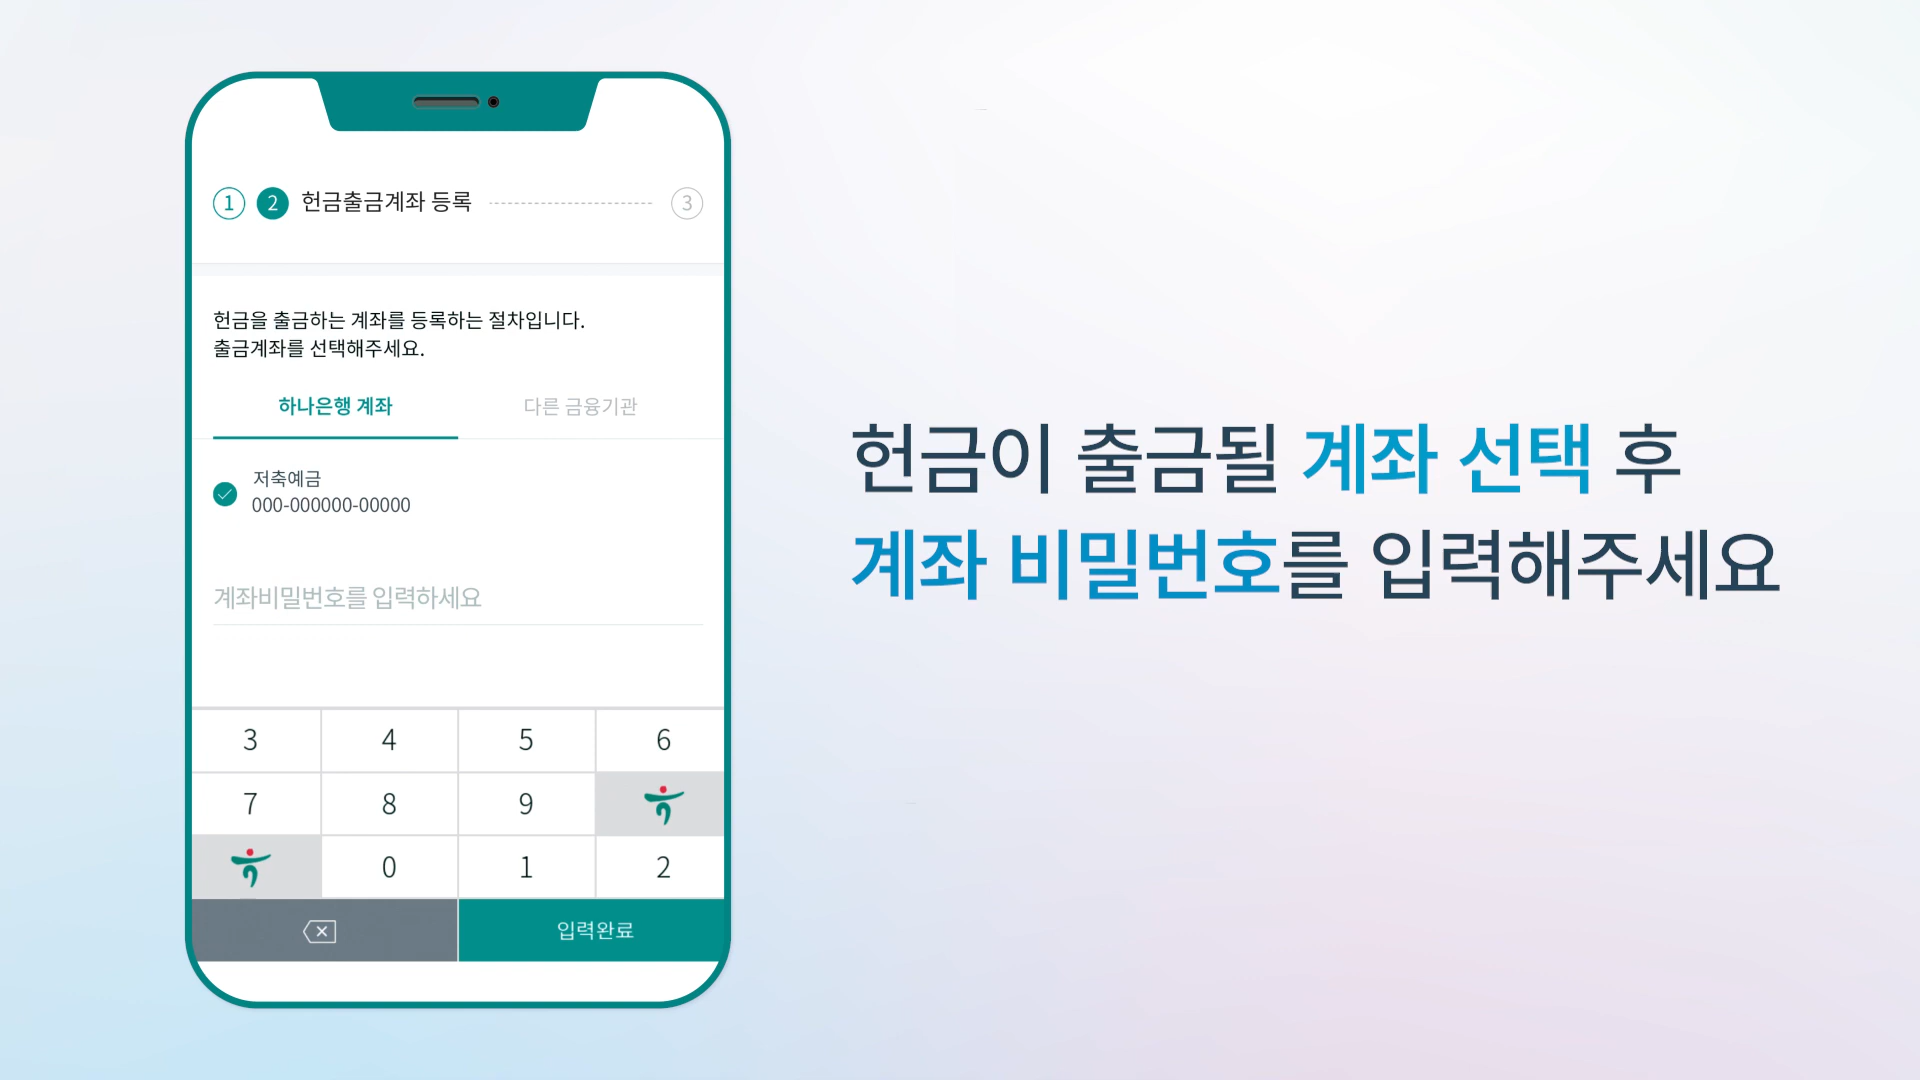 1 2 헌금출금계좌 등록 3
헌금을 출금하는 계좌를 등록하는 절차입니다.
출금계좌를 선택해주세요.
하나은행 계좌 다른 금융기관
저축예금
000-000000-00000
계좌비밀번호를 입력하세요
3 4 5 6
7 8 9
0 1 2
입력완료
헌금이 출금될 계좌 선택 후
계좌 비밀번호를 입력해주세요